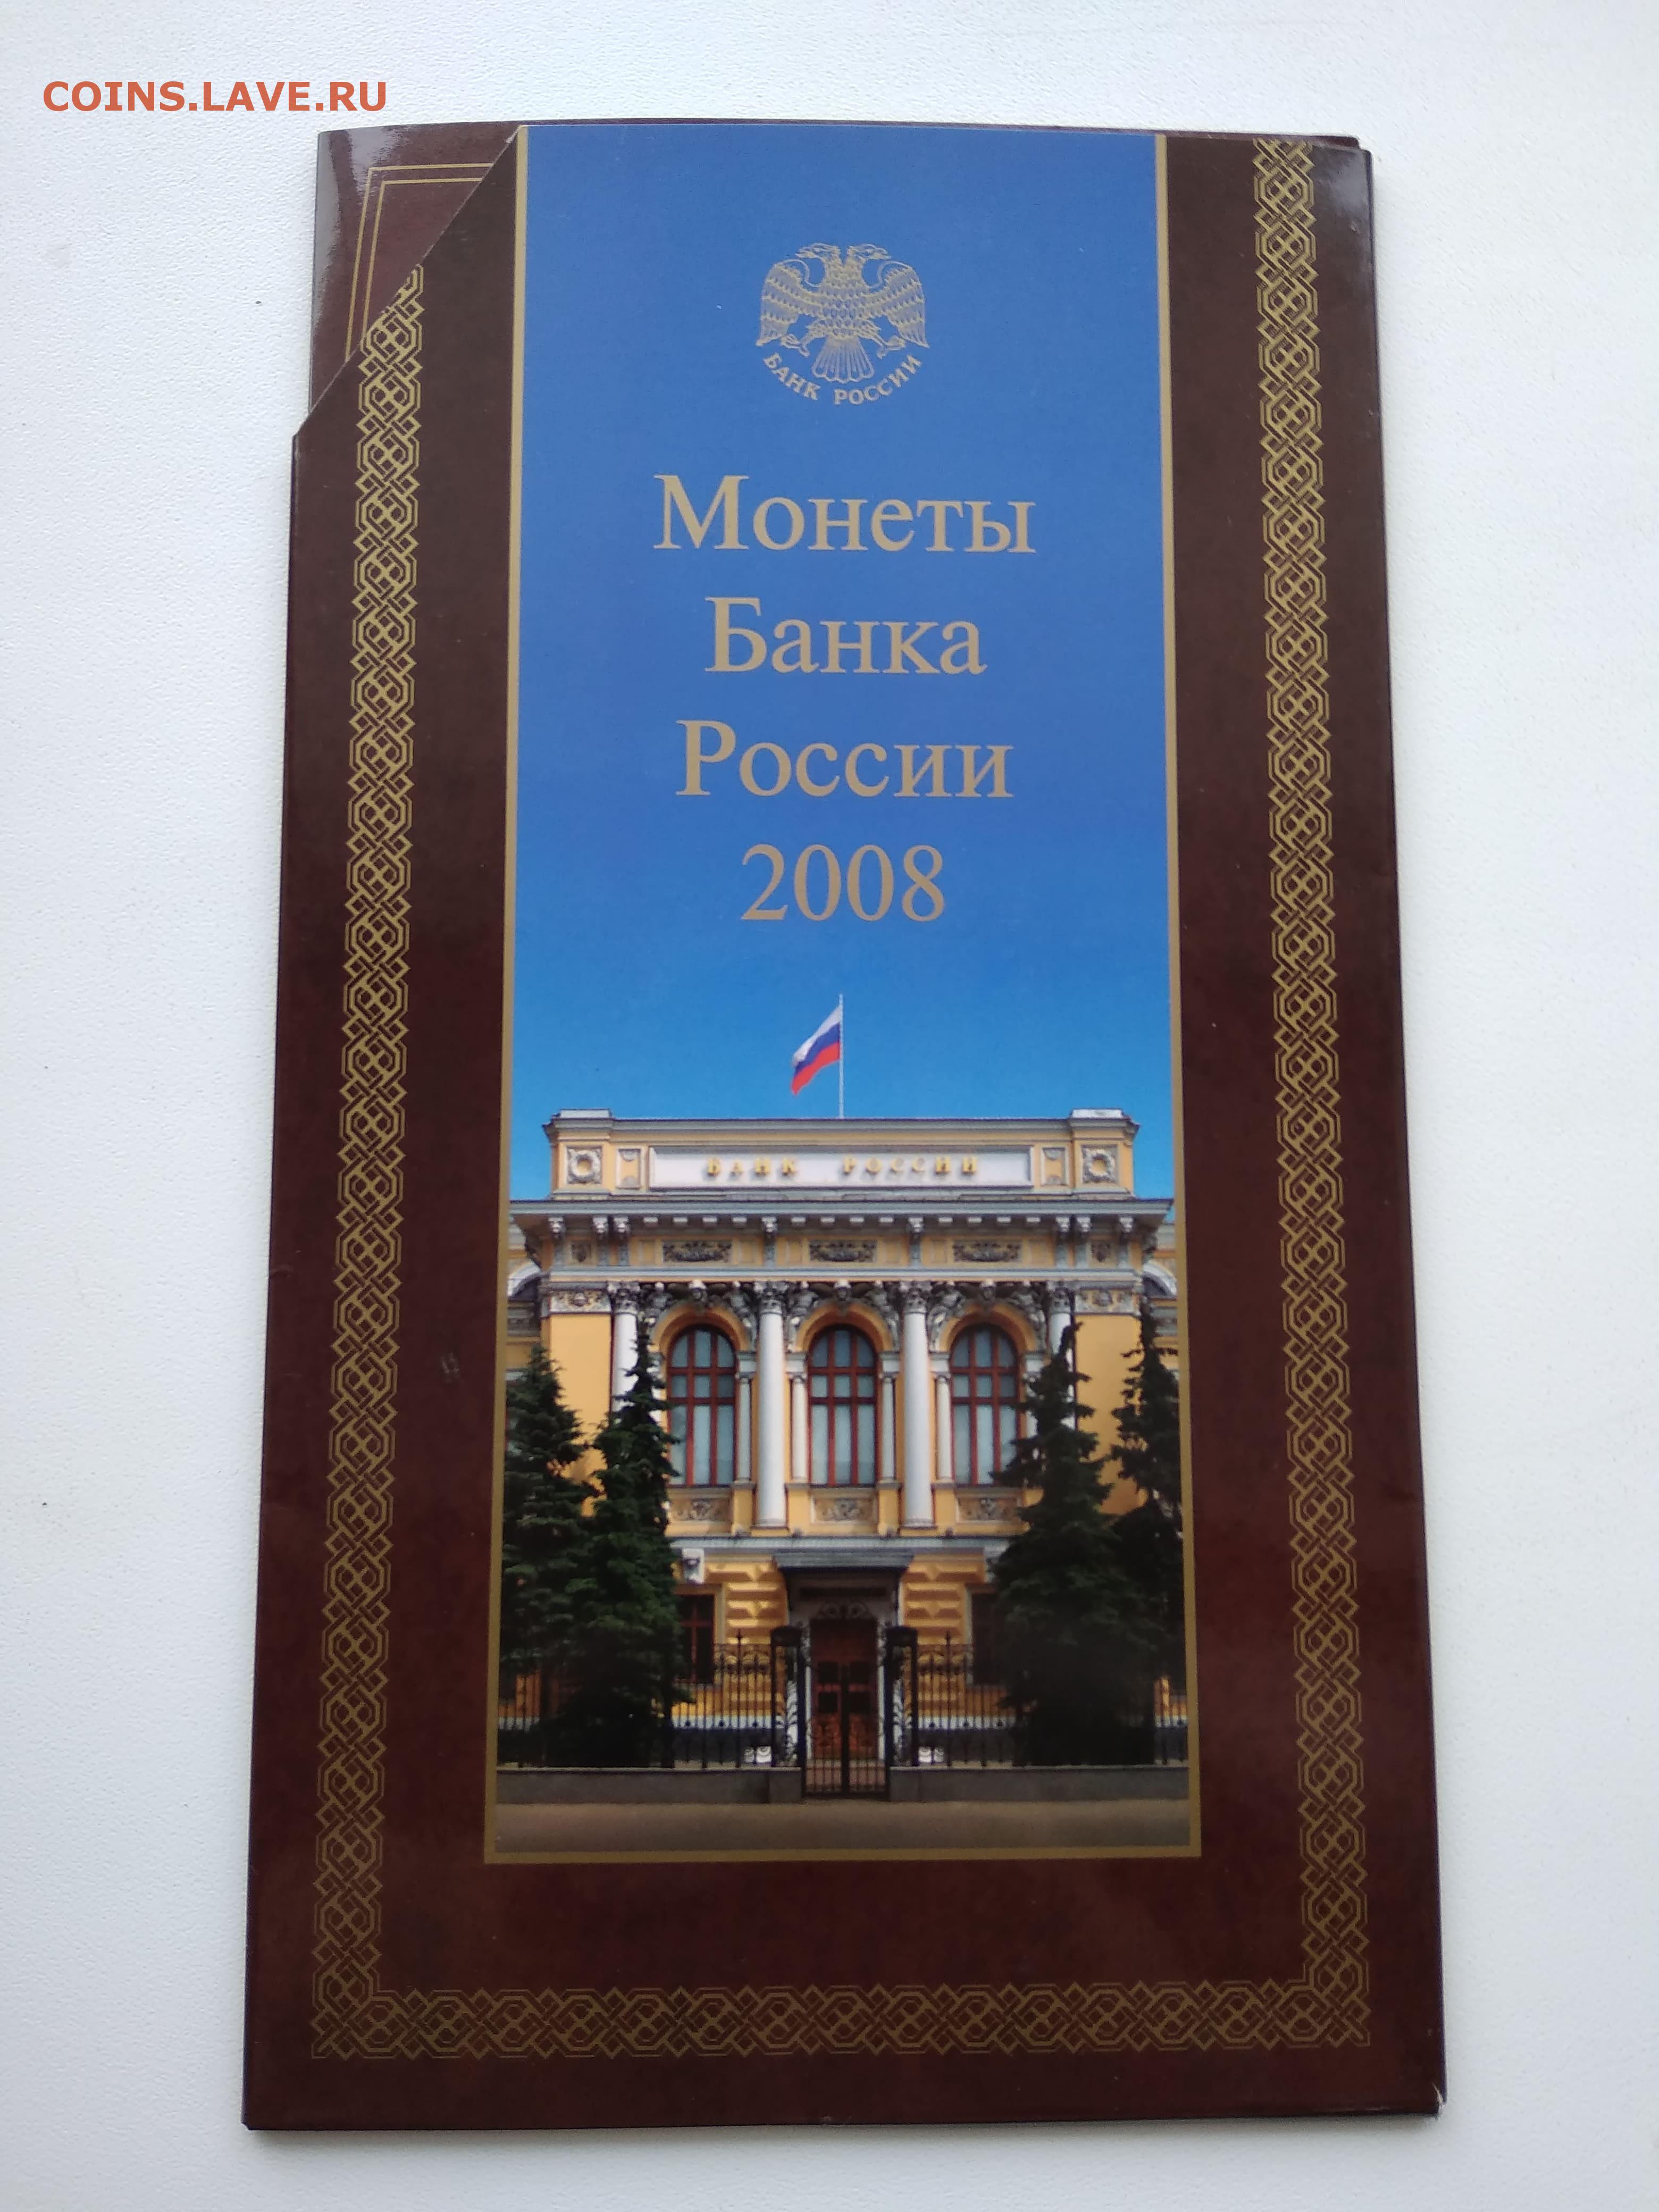 COINS.LAVE.RU
БАНК РОССИИ
Монеты
Банка
России
2008
БАНК РОССИИ